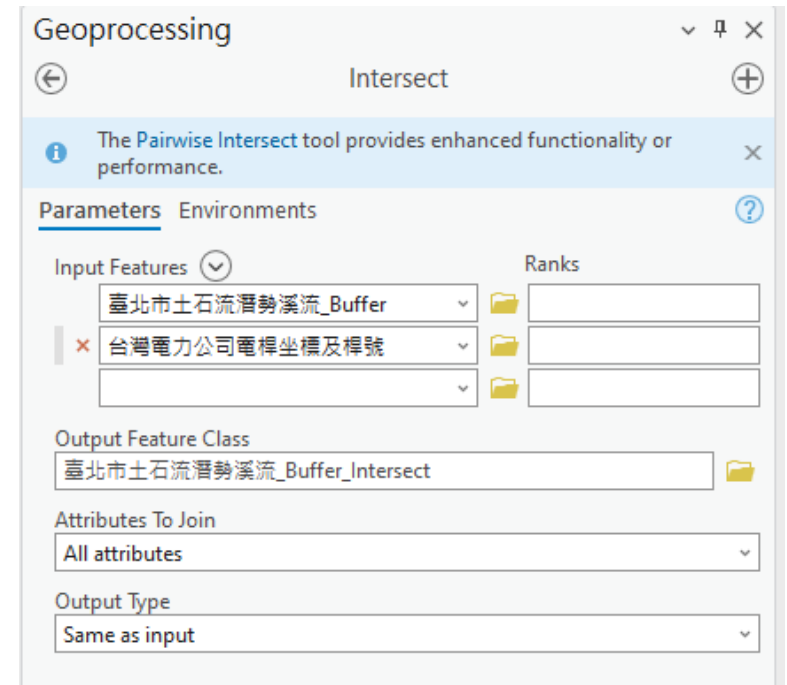 Geoprocessing
Intersect
The Pairwise Intersect tool provides enhanced functionality or
performance.
Parameters Environments
Input Features Ranks
臺北市土石流潛勢溪流_Buffer
台灣電力公司電桿坐標及桿號
Output Feature Class
臺北市土石流潛勢溪流_Buffer_Intersect
Attributes To Join
All attributes
Output Type
Same as input